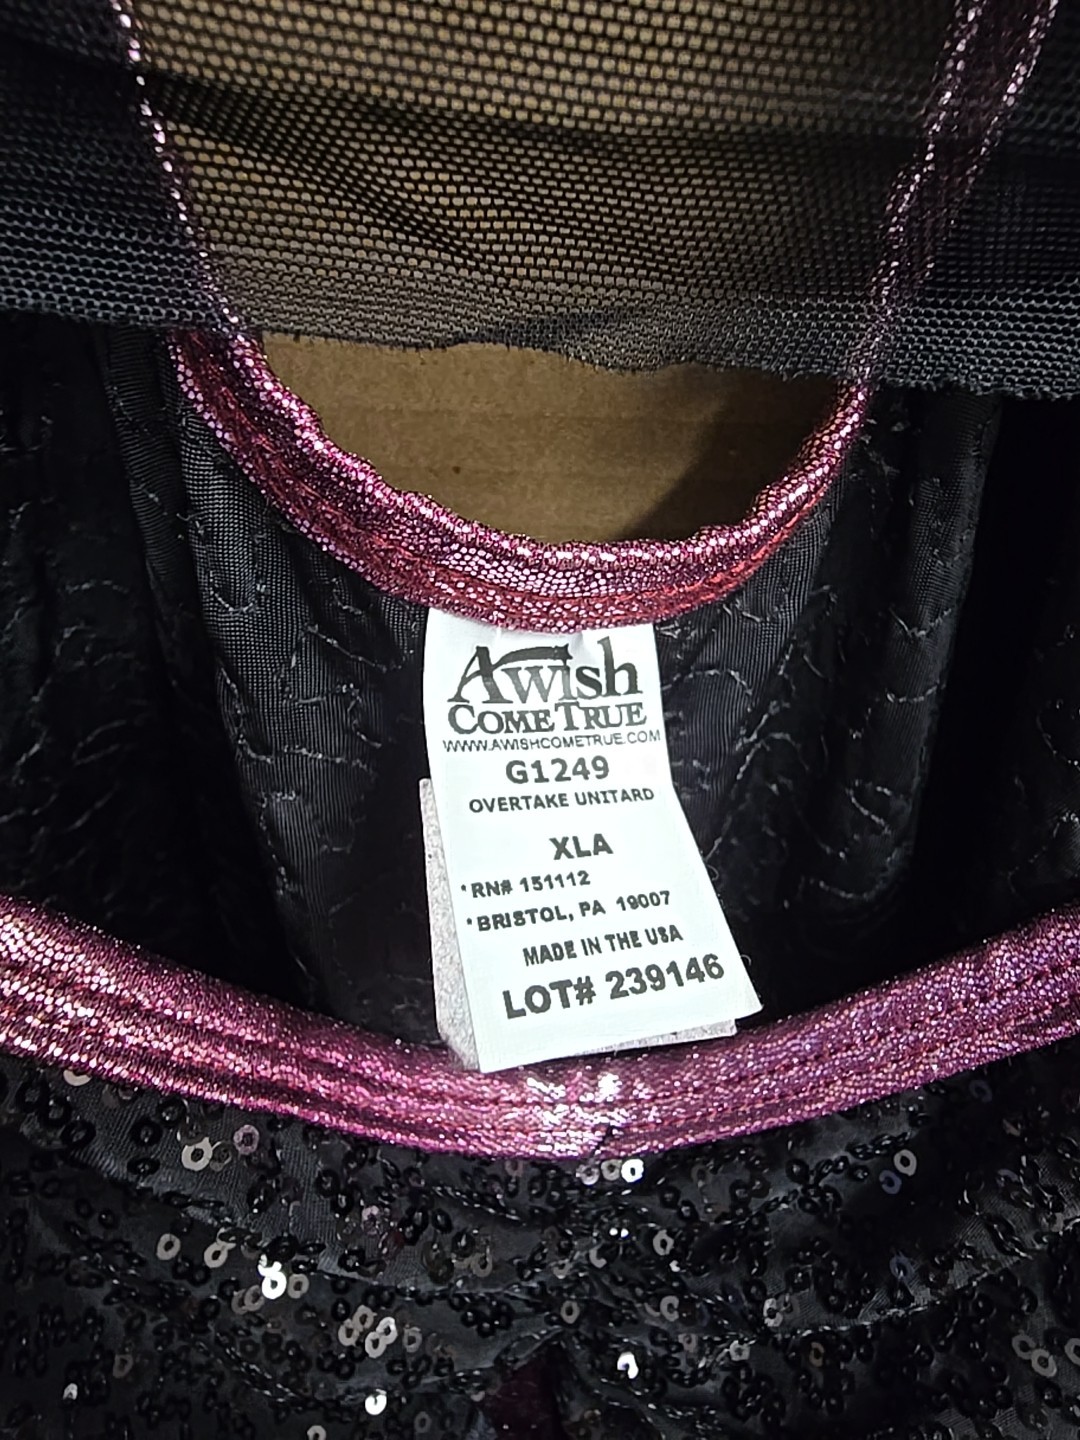 A wish
COME TRUE
WWW.AWISHCOMETRUE.COM
G1249
OVERTAKE UNITARD
XLA
*RN# 151112
*BRISTOL, PA 19007
MADE IN THE USA
LOT# 239146